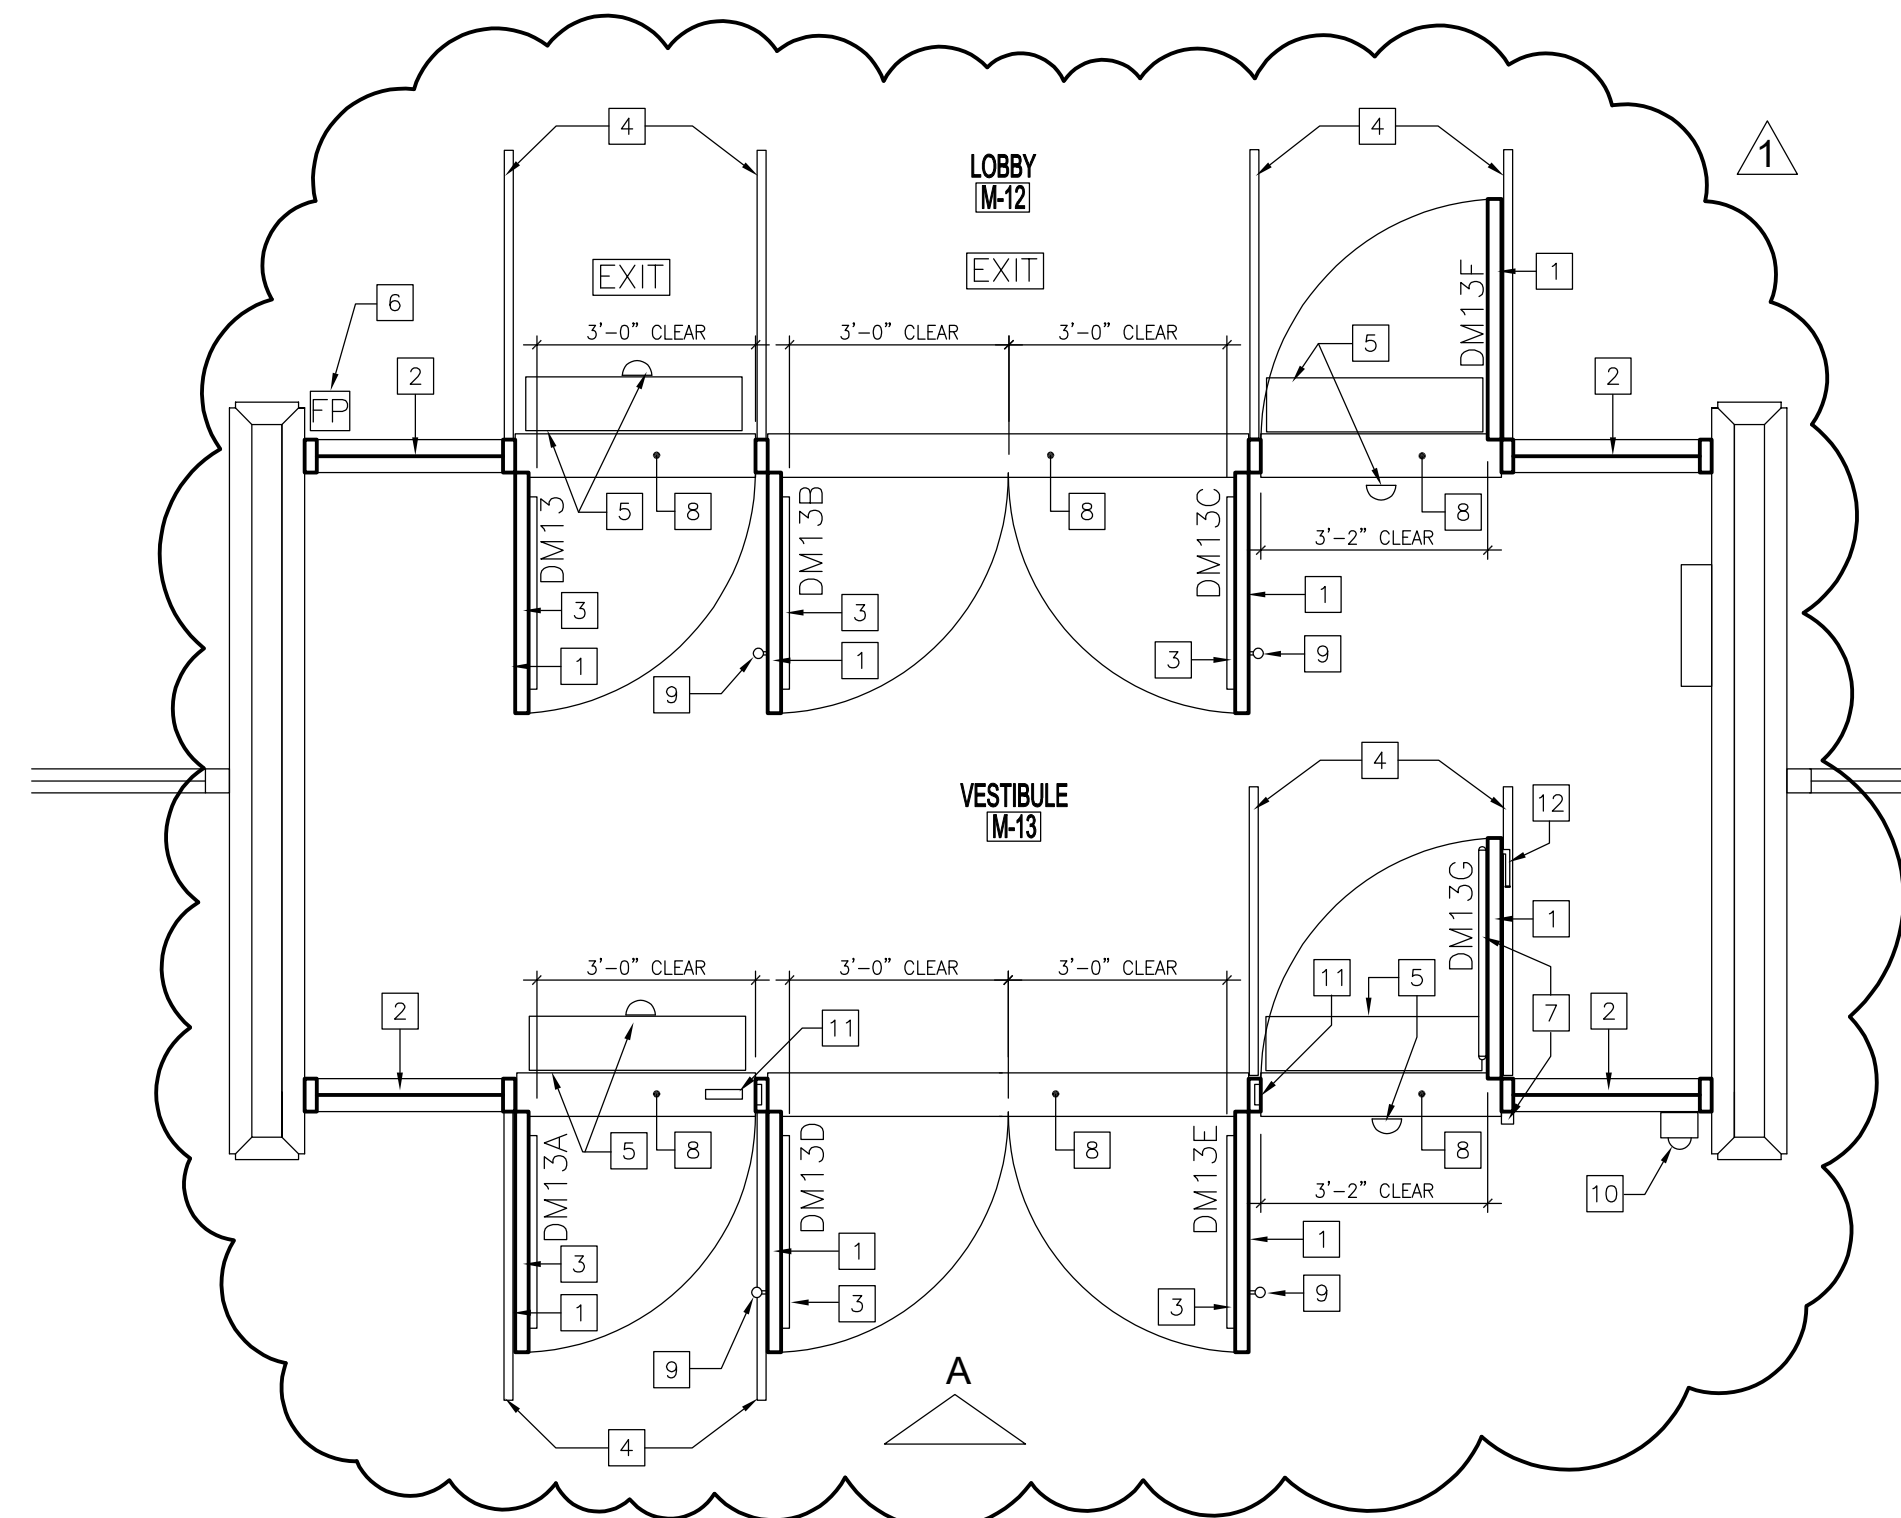 4
4
1
LOBBY
M-12
EXIT
EXIT
DM13F
1
6
3'-0" CLEAR
3'-0" CLEAR
3'-0" CLEAR
5
2
2
FP
5
8
8
8
DM13
DM13B
DM13C
3'-2" CLEAR
3
3
1
1
1
3
9
9
4
VESTIBULE
M-13
12
DM13G
1
3'-0" CLEAR
3'-0" CLEAR
3'-0" CLEAR
11
5
7
2
11
2
5
8
8
8
DM13A
DM13D
DM13E
3'-2" CLEAR
10
3
1
1
1
3
3
9
9
A
4